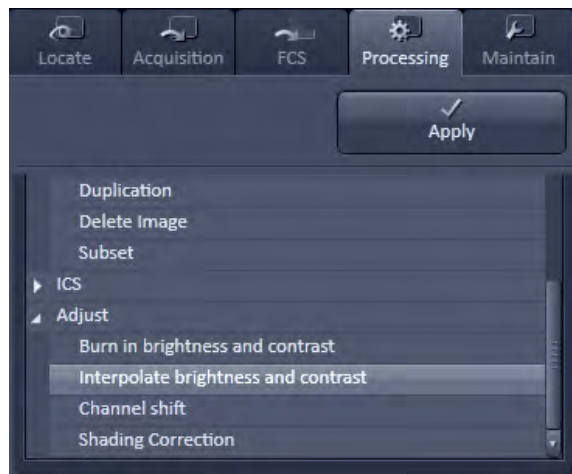 Locate Acquisition FCS Processing Maintain
Apply
Duplication
Delete Image
Subset
ICS
Adjust
Burn in brightness and contrast
Interpolate brightness and contrast
Channel shift
Shading Correction